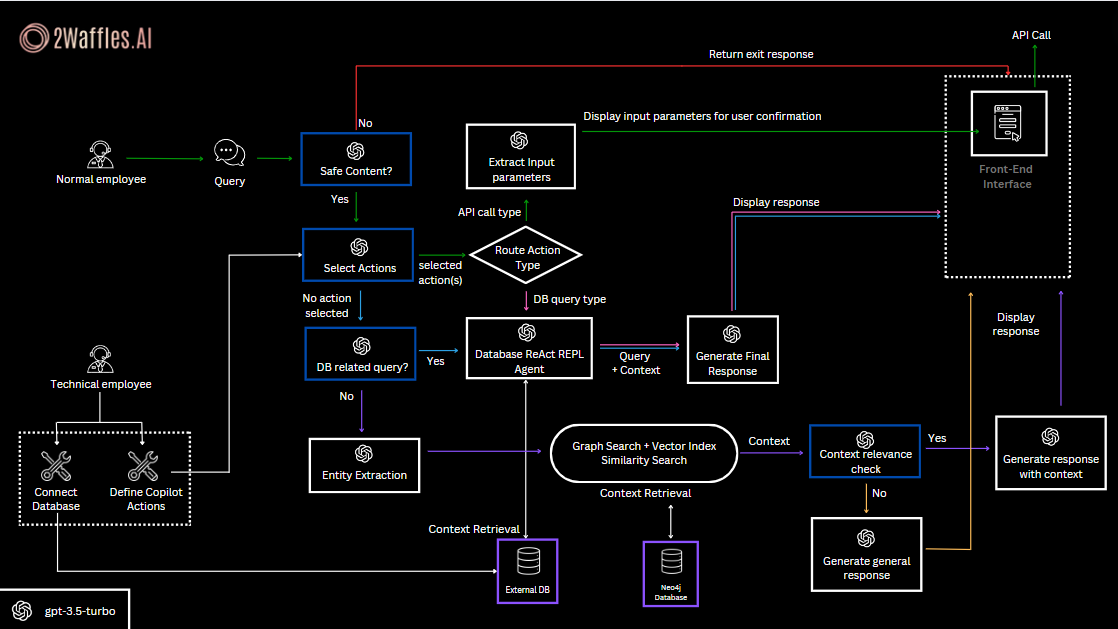 2Waffles.AI
API Call
Return exit response
No
Display input parameters for user confirmation
Normal employee
Query
Safe Content?
Extract Input
parameters
Front-End
Interface
Yes
API call type
Display response
Select Actions
selected
action(s)
Route Action
Type
No action
selected
DB query type
Display
response
DB related query?
Yes
Database ReAct REPL
Agent
Query
+ Context
Generate Final
Response
Technical employee
No
Connect
Database
Define Copilot
Actions
Entity Extraction
Graph Search + Vector Index
Similarity Search
Context
Context relevance
check
Yes
Generate response
with context
Context Retrieval
No
Context Retrieval
External DB
Neo4j
Database
Generate general
response
gpt-3.5-turbo